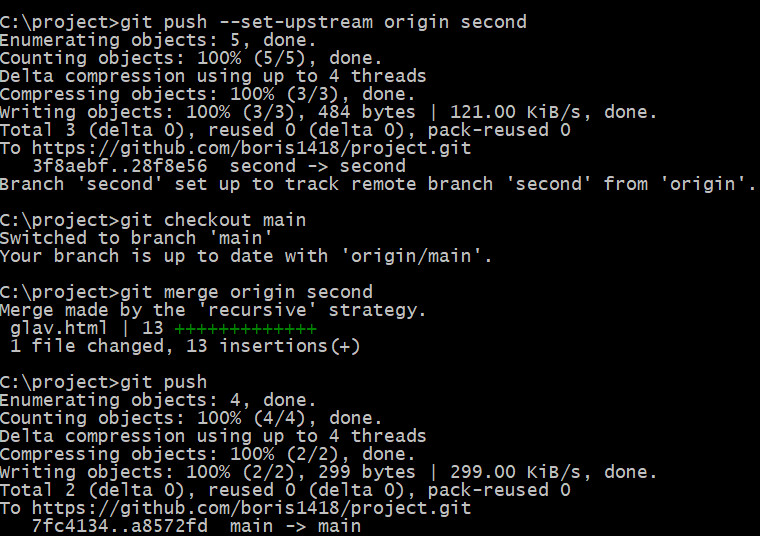 C:\project>git push --set-upstream origin second
Enumerating objects: 5, done.
Counting objects: 100% (5/5), done.
Delta compression using up to 4 threads
Compressing objects: 100% (3/3), done.
Writing objects: 100% (3/3), 484 bytes | 121.00 KiB/s, done.
Total 3 (delta 0), reused 0 (delta 0), pack-reused 0
To https://github.com/boris1418/project.git
   3f8aebf..28f8e56  second -> second
Branch 'second' set up to track remote branch 'second' from 'origin'.
C:\project>git checkout main
Switched to branch 'main'
Your branch is up to date with 'origin/main'.
C:\project>git merge origin second
Merge made by the 'recursive' strategy.
 glav.html | 13 +++++++++++++
 1 file changed, 13 insertions(+)
C:\project>git push
Enumerating objects: 4, done.
Counting objects: 100% (4/4), done.
Delta compression using up to 4 threads
Compressing objects: 100% (2/2), done.
Writing objects: 100% (2/2), 299 bytes | 299.00 KiB/s, done.
Total 2 (delta 0), reused 0 (delta 0), pack-reused 0
To https://github.com/boris1418/project.git
   7fc4134..a8572fd  main -> main